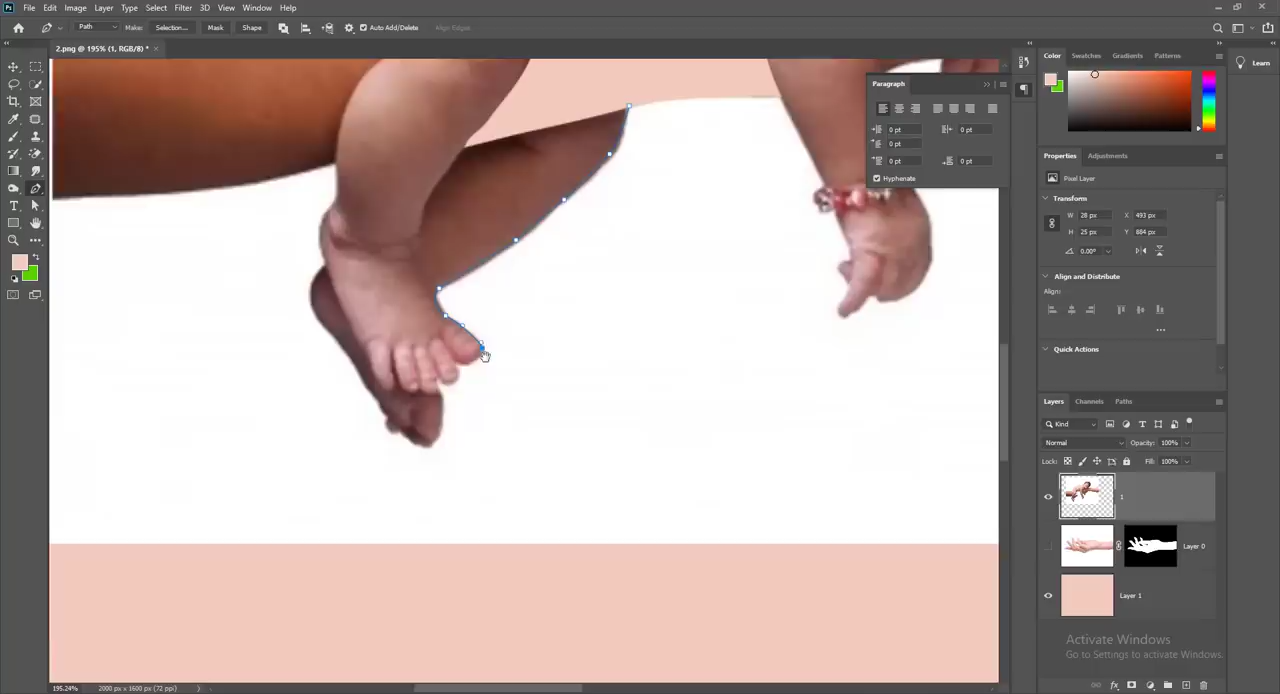 Ps File Edit Image Layer Type Select Filter 3D View Window Help
Path Make: Selection... Mask Shape Auto Add/Delete Align Edges
2.png @ 195% (1, RGB/8) * ×
Color Swatches Gradients Patterns
Learn
Paragraph
0 pt 0 pt
0 pt
0 pt 0 pt
Hyphenate
Properties Adjustments
Pixel Layer
Transform
W 26 px X 493 px
H 25 px Y 884 px
0.00°
Align and Distribute
Align:
Quick Actions
Layers Channels Paths
Kind
Normal Opacity: 100%
Lock: Fill: 100%
1
Layer 0
Layer 1
Activate Windows
Go to Settings to activate Windows.
195.24% 2000 px x 1600 px (72 ppi)